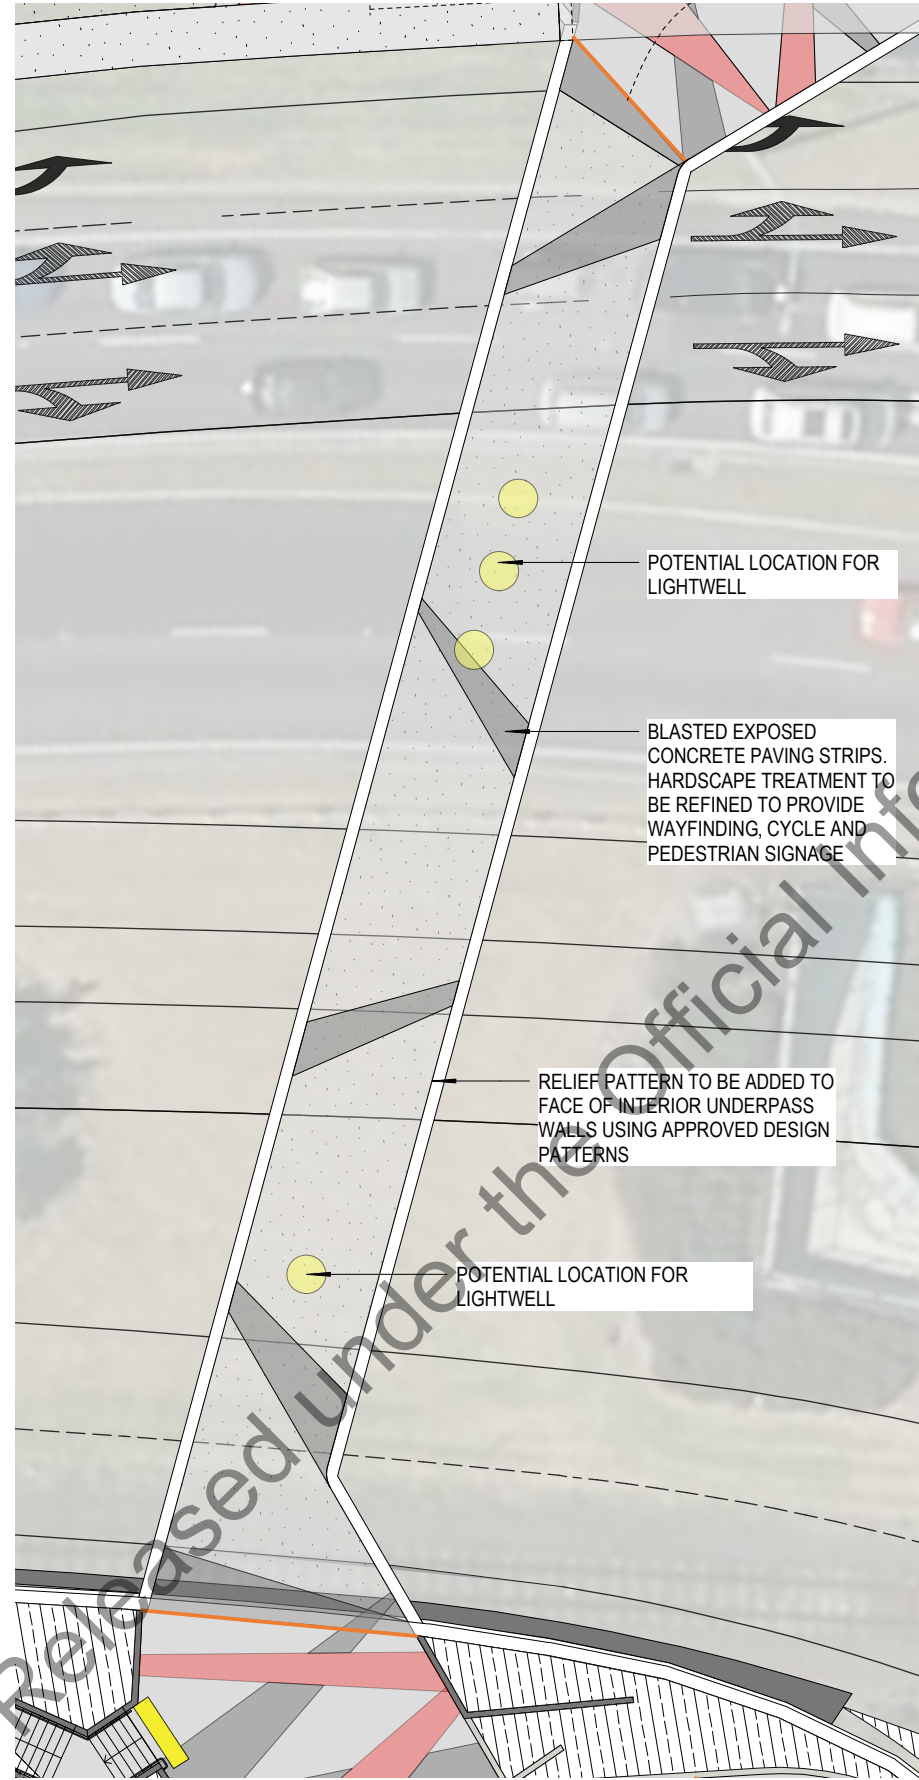 POTENTIAL LOCATION FOR
LIGHTWELL
BLASTED EXPOSED
CONCRETE PAVING STRIPS.
HARDSCAPE TREATMENT TO
BE REFINED TO PROVIDE
WAYFINDING, CYCLE AND
PEDESTRIAN SIGNAGE
RELIEF PATTERN TO BE ADDED TO
FACE OF INTERIOR UNDERPASS
WALLS USING APPROVED DESIGN
PATTERNS
POTENTIAL LOCATION FOR
LIGHTWELL
Released under the Official Info